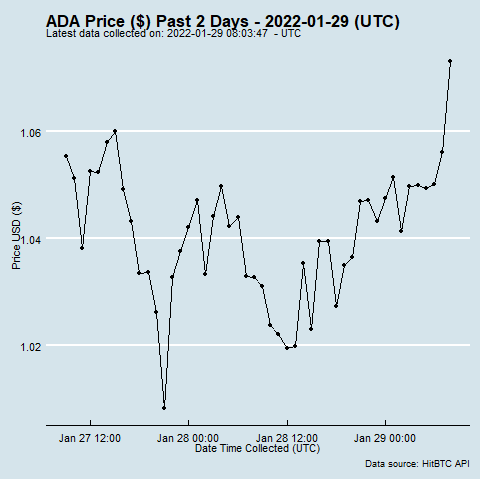 ADA Price ($) Past 2 Days - 2022-01-29 (UTC)
Latest data collected on: 2022-01-29 08:03:47 - UTC
1.06
1.04
1.02
Price USD ($)
Jan 27 12:00 Jan 28 00:00 Jan 28 12:00 Jan 29 00:00
Date Time Collected (UTC)
Data source: HitBTC API